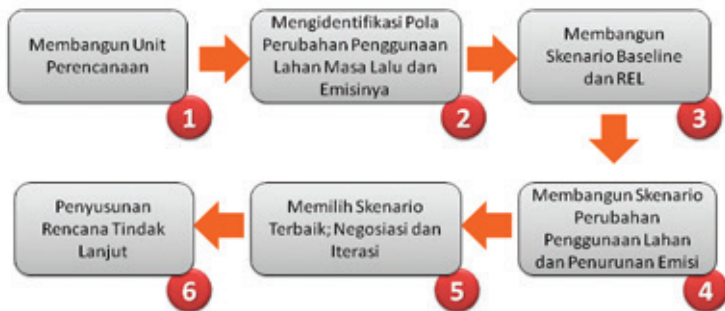 Membangun Unit
Perencanaan
1
Mengidentifikasi Pola
Perubahan Penggunaan
Lahan Masa Lalu dan
Emisinya
2
Membangun
Skenario Baseline
dan REL
3
Membangun Skenario
Perubahan
Penggunaan Lahan
dan Penurunan Emisi
4
Memilih Skenario
Terbaik; Negosiasi dan
Iterasi
5
Penyusunan
Rencana Tindak
Lanjut
6